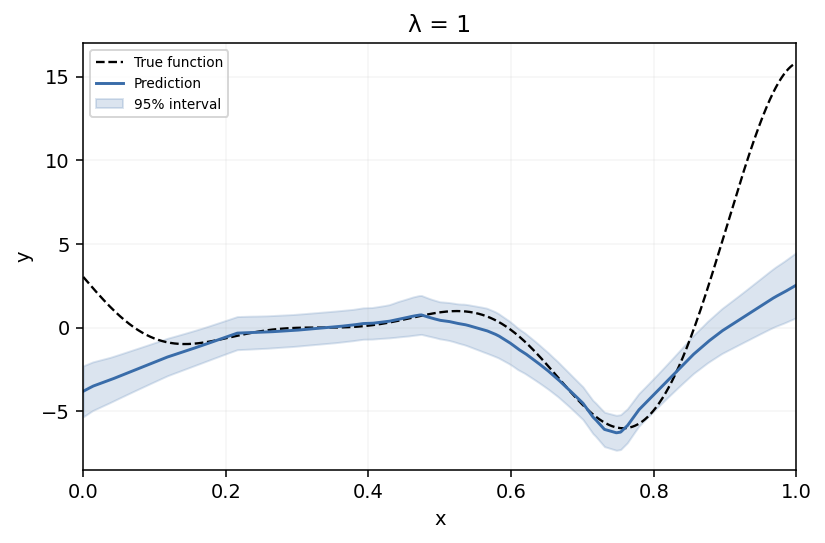 λ = 1
True function
Prediction
95% interval
15
10
5
0
−5
y
0.0 0.2 0.4 0.6 0.8 1.0
x